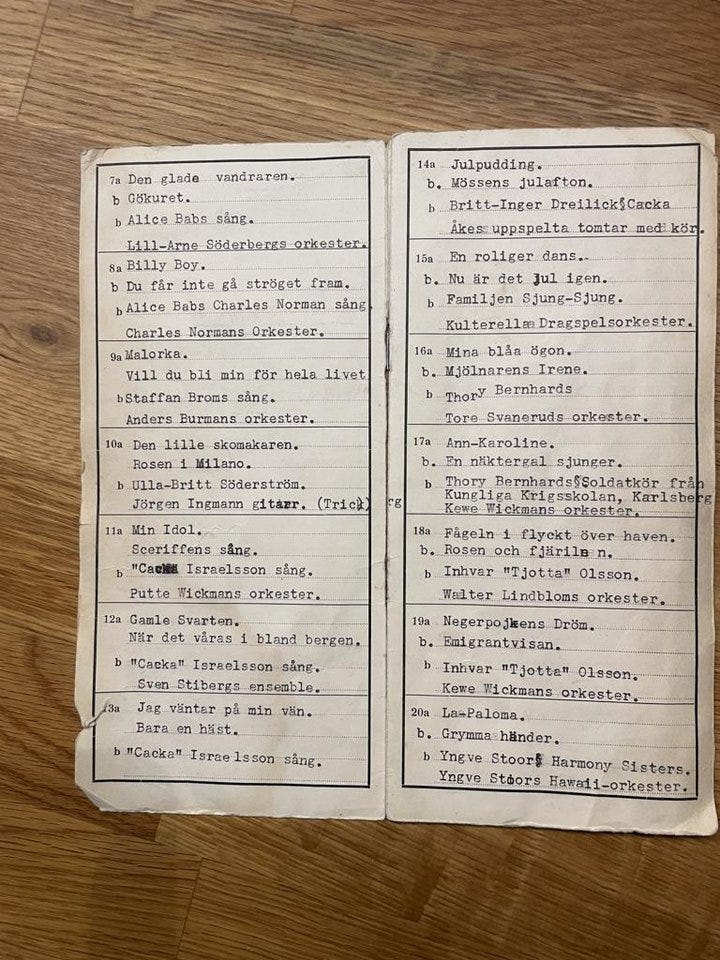 7a Den glade vandraren.
b Gökuret.
b Alice Babs sång.
Lill-Arne Söderbergs orkester.
8a Billy Boy.
b Du får inte gå ströget fram.
b Alice Babs Charles Norman sång
Charles Normans Orkester.
9a Malorka.
Vill du bli min för hela livet
b Staffan Broms sång.
Anders Burmans orkester.
10a Den lille skomakaren.
Rosen i Milano.
b Ulla-Britt Söderström.
Jörgen Ingmann gitarr. (Trick)
11a Min Idol.
Sceriffens sång.
b "Cacka Israelsson sång.
Putte Wickmans orkester.
12a Gamle Svarten.
När det våras i bland bergen.
b "Cacka" Israelsson sång.
Sven Stibergs ensemble.
13a Jag väntar på min vän.
Bara en häst.
b "Cacka" Israelsson sång.
14a Julpudding.
b. Mössens julafton.
b Britt-Inger Dreilick§Cacka
Åkes uppspelta tomtar med kör.
15a En roliger dans.
b. Nu är det Jul igen.
b Familjen Sjung-Sjung.
Kulterella Dragspelsorkester.
16a Mina blåa ögon.
b. Mjölnarens Irene.
b Thory Bernhards
Tore Svaneruds orkester.
17a Ann-Karoline.
b. En näktergal sjunger.
b Thory Bernhards§Soldatkör från
Kungliga Krigsskolan, Karlsberg
Kewe Wickmans orkester.
18a Fågeln i flyckt över haven.
b. Rosen och fjärilen.
b Inhvar "Tjotta" Olsson.
Walter Lindbloms orkester.
19a Negerpojkens Dröm.
b. Emigrantvisan.
b Inhvar "Tjotta" Olsson.
Kewe Wickmans orkester.
20a La-Paloma.
b. Grymma händer.
b Yngve Stoor§ Harmony Sisters.
Yngve Stoors Hawaii-orkester.